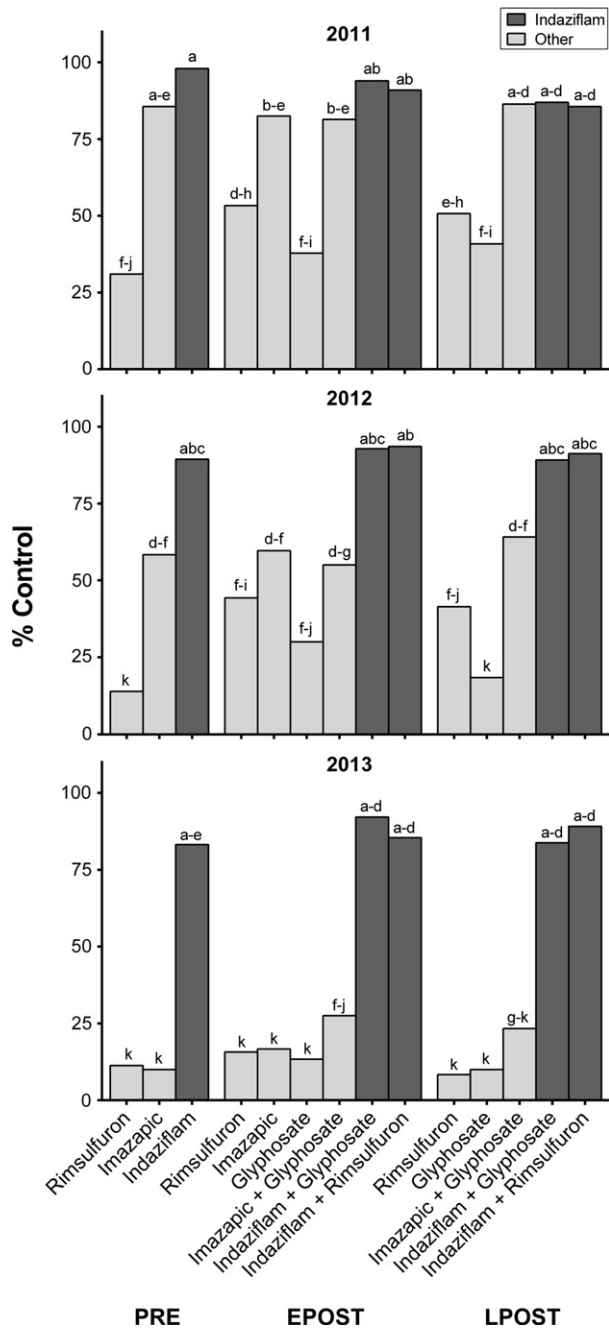 Indaziflam
Other
2011
100
75
50
25
0
f-j
a-e
a
d-h
b-e
f-i
b-e
ab
ab
e-h
f-i
a-d
a-d
a-d
2012
100
75
50
25
0
k
d-f
abc
f-i
d-f
f-j
d-g
abc
ab
f-j
k
d-f
abc
abc
% Control
2013
100
75
50
25
0
k
k
a-e
k
k
k
f-j
a-d
a-d
k
k
g-k
a-d
a-d
Rimsulfuron
Imazapic
Indaziflam
Rimsulfuron
Imazapic
Glyphosate
Imazapic + Glyphosate
Indaziflam + Glyphosate
Indaziflam + Rimsulfuron
Rimsulfuron
Glyphosate
Imazapic + Glyphosate
Indaziflam + Glyphosate
Indaziflam + Rimsulfuron
PRE
EPOST
LPOST